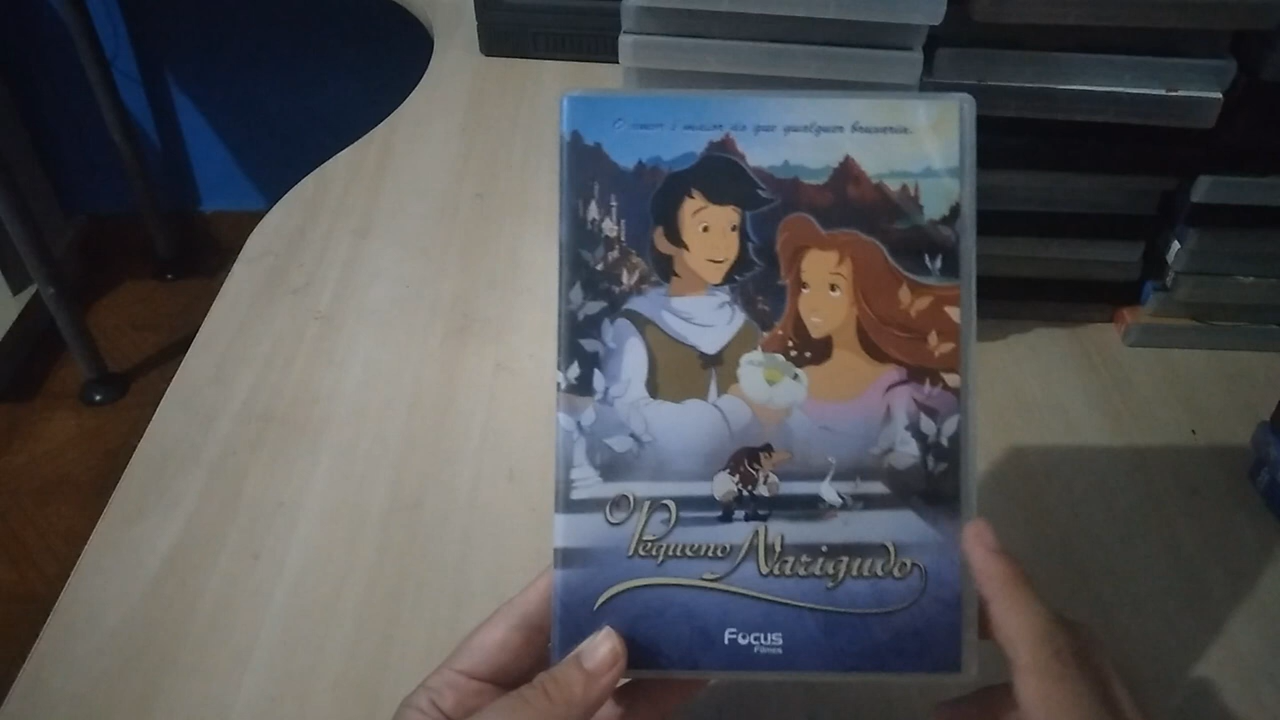 O amor é maior do que qualquer bruxaria.
O Pequeno Narigudo
Focus
Filmes